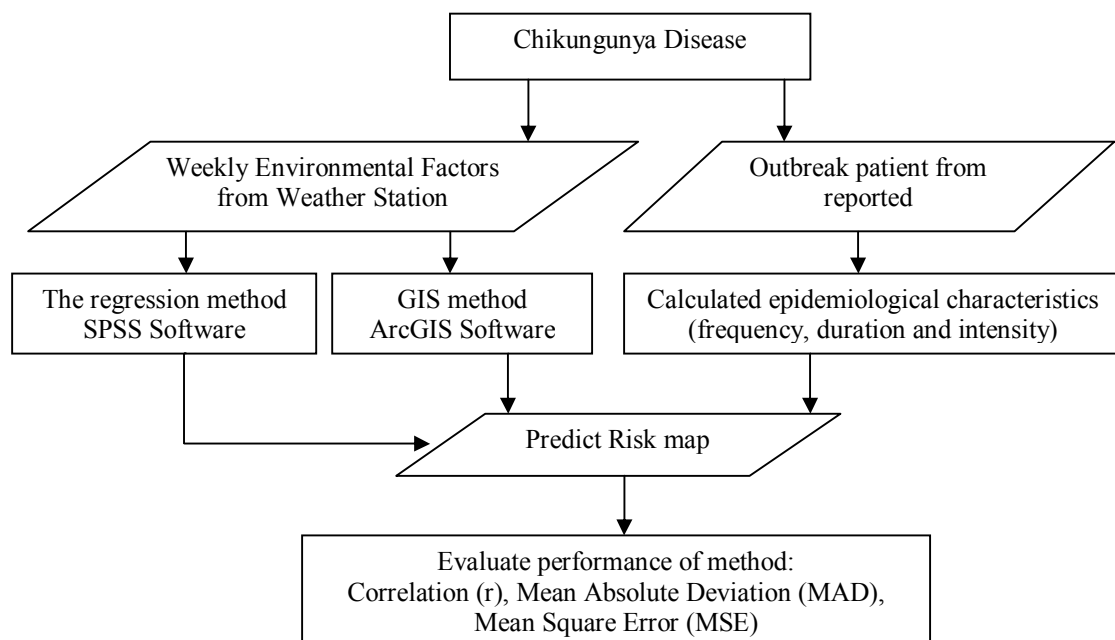 Chikungunya Disease
Weekly Environmental Factors
from Weather Station
Outbreak patient from
reported
The regression method
SPSS Software
GIS method
ArcGIS Software
Calculated epidemiological characteristics
(frequency, duration and intensity)
Predict Risk map
Evaluate performance of method:
Correlation (r), Mean Absolute Deviation (MAD),
Mean Square Error (MSE)